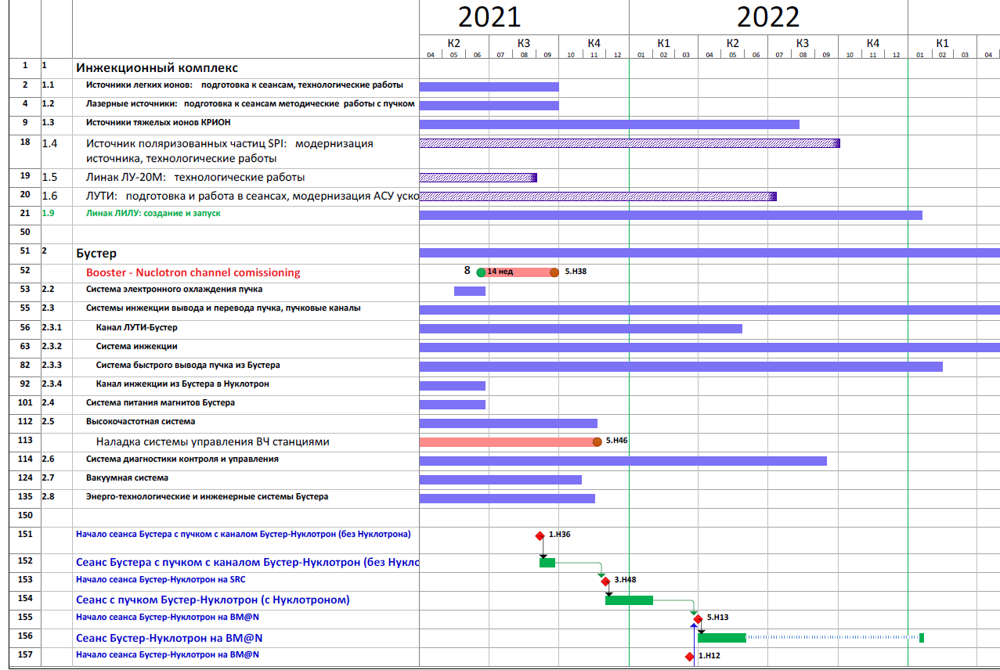 2021 2022
К2 К3 К4 К1 К2 К3 К4 К1
04 05 06 07 08 09 10 11 12 01 02 03 04 05 06 07 08 09 10 11 12 01 02 03 04
1 1 Инжекционный комплекс
2 1.1 Источники легких ионов: подготовка к сеансам, технологические работы
4 1.2 Лазерные источники: подготовка к сеансам методические работы с пучком
9 1.3 Источники тяжелых ионов КРИОН
18 1.4 Источник поляризованных частиц SPI: модернизация
источника, технологические работы
19 1.5 Линак ЛУ-20М: технологические работы
20 1.6 ЛУТИ: подготовка и работа в сеансах, модернизация АСУ уско
21 1.9 Линак ЛИЛУ: создание и запуск
50
51 2 Бустер
52 Booster - Nuclotron channel comissioning 8 14 нед 5.Н38
53 2.2 Система электронного охлаждения пучка
55 2.3 Системы инжекции вывода и перевода пучка, пучковые каналы
56 2.3.1 Канал ЛУТИ-Бустер
63 2.3.2 Система инжекции
82 2.3.3 Система быстрого вывода пучка из Бустера
92 2.3.4 Канал инжекции из Бустера в Нуклотрон
101 2.4 Система питания магнитов Бустера
112 2.5 Высокочастотная система
113 Наладка системы управления ВЧ станциями 5.Н46
114 2.6 Система диагностики контроля и управления
124 2.7 Вакуумная система
135 2.8 Энерго-технологические и инженерные системы Бустера
150
151 Начало сеанса Бустера с пучком с каналом Бустер-Нуклотрон (без Нуклотрона) 1.Н36
152 Сеанс Бустера с пучком с каналом Бустер-Нуклотрон (без Нукло
153 Начало сеанса Бустер-Нуклотрон на SRC 3.Н48
154 Сеанс с пучком Бустер-Нуклотрон (с Нуклотроном)
155 Начало сеанса Бустер-Нуклотрон на BM@N 5.Н13
156 Сеанс Бустер-Нуклотрон на BM@N
157 Начало сеанса Бустер-Нуклотрон на BM@N 1.Н12